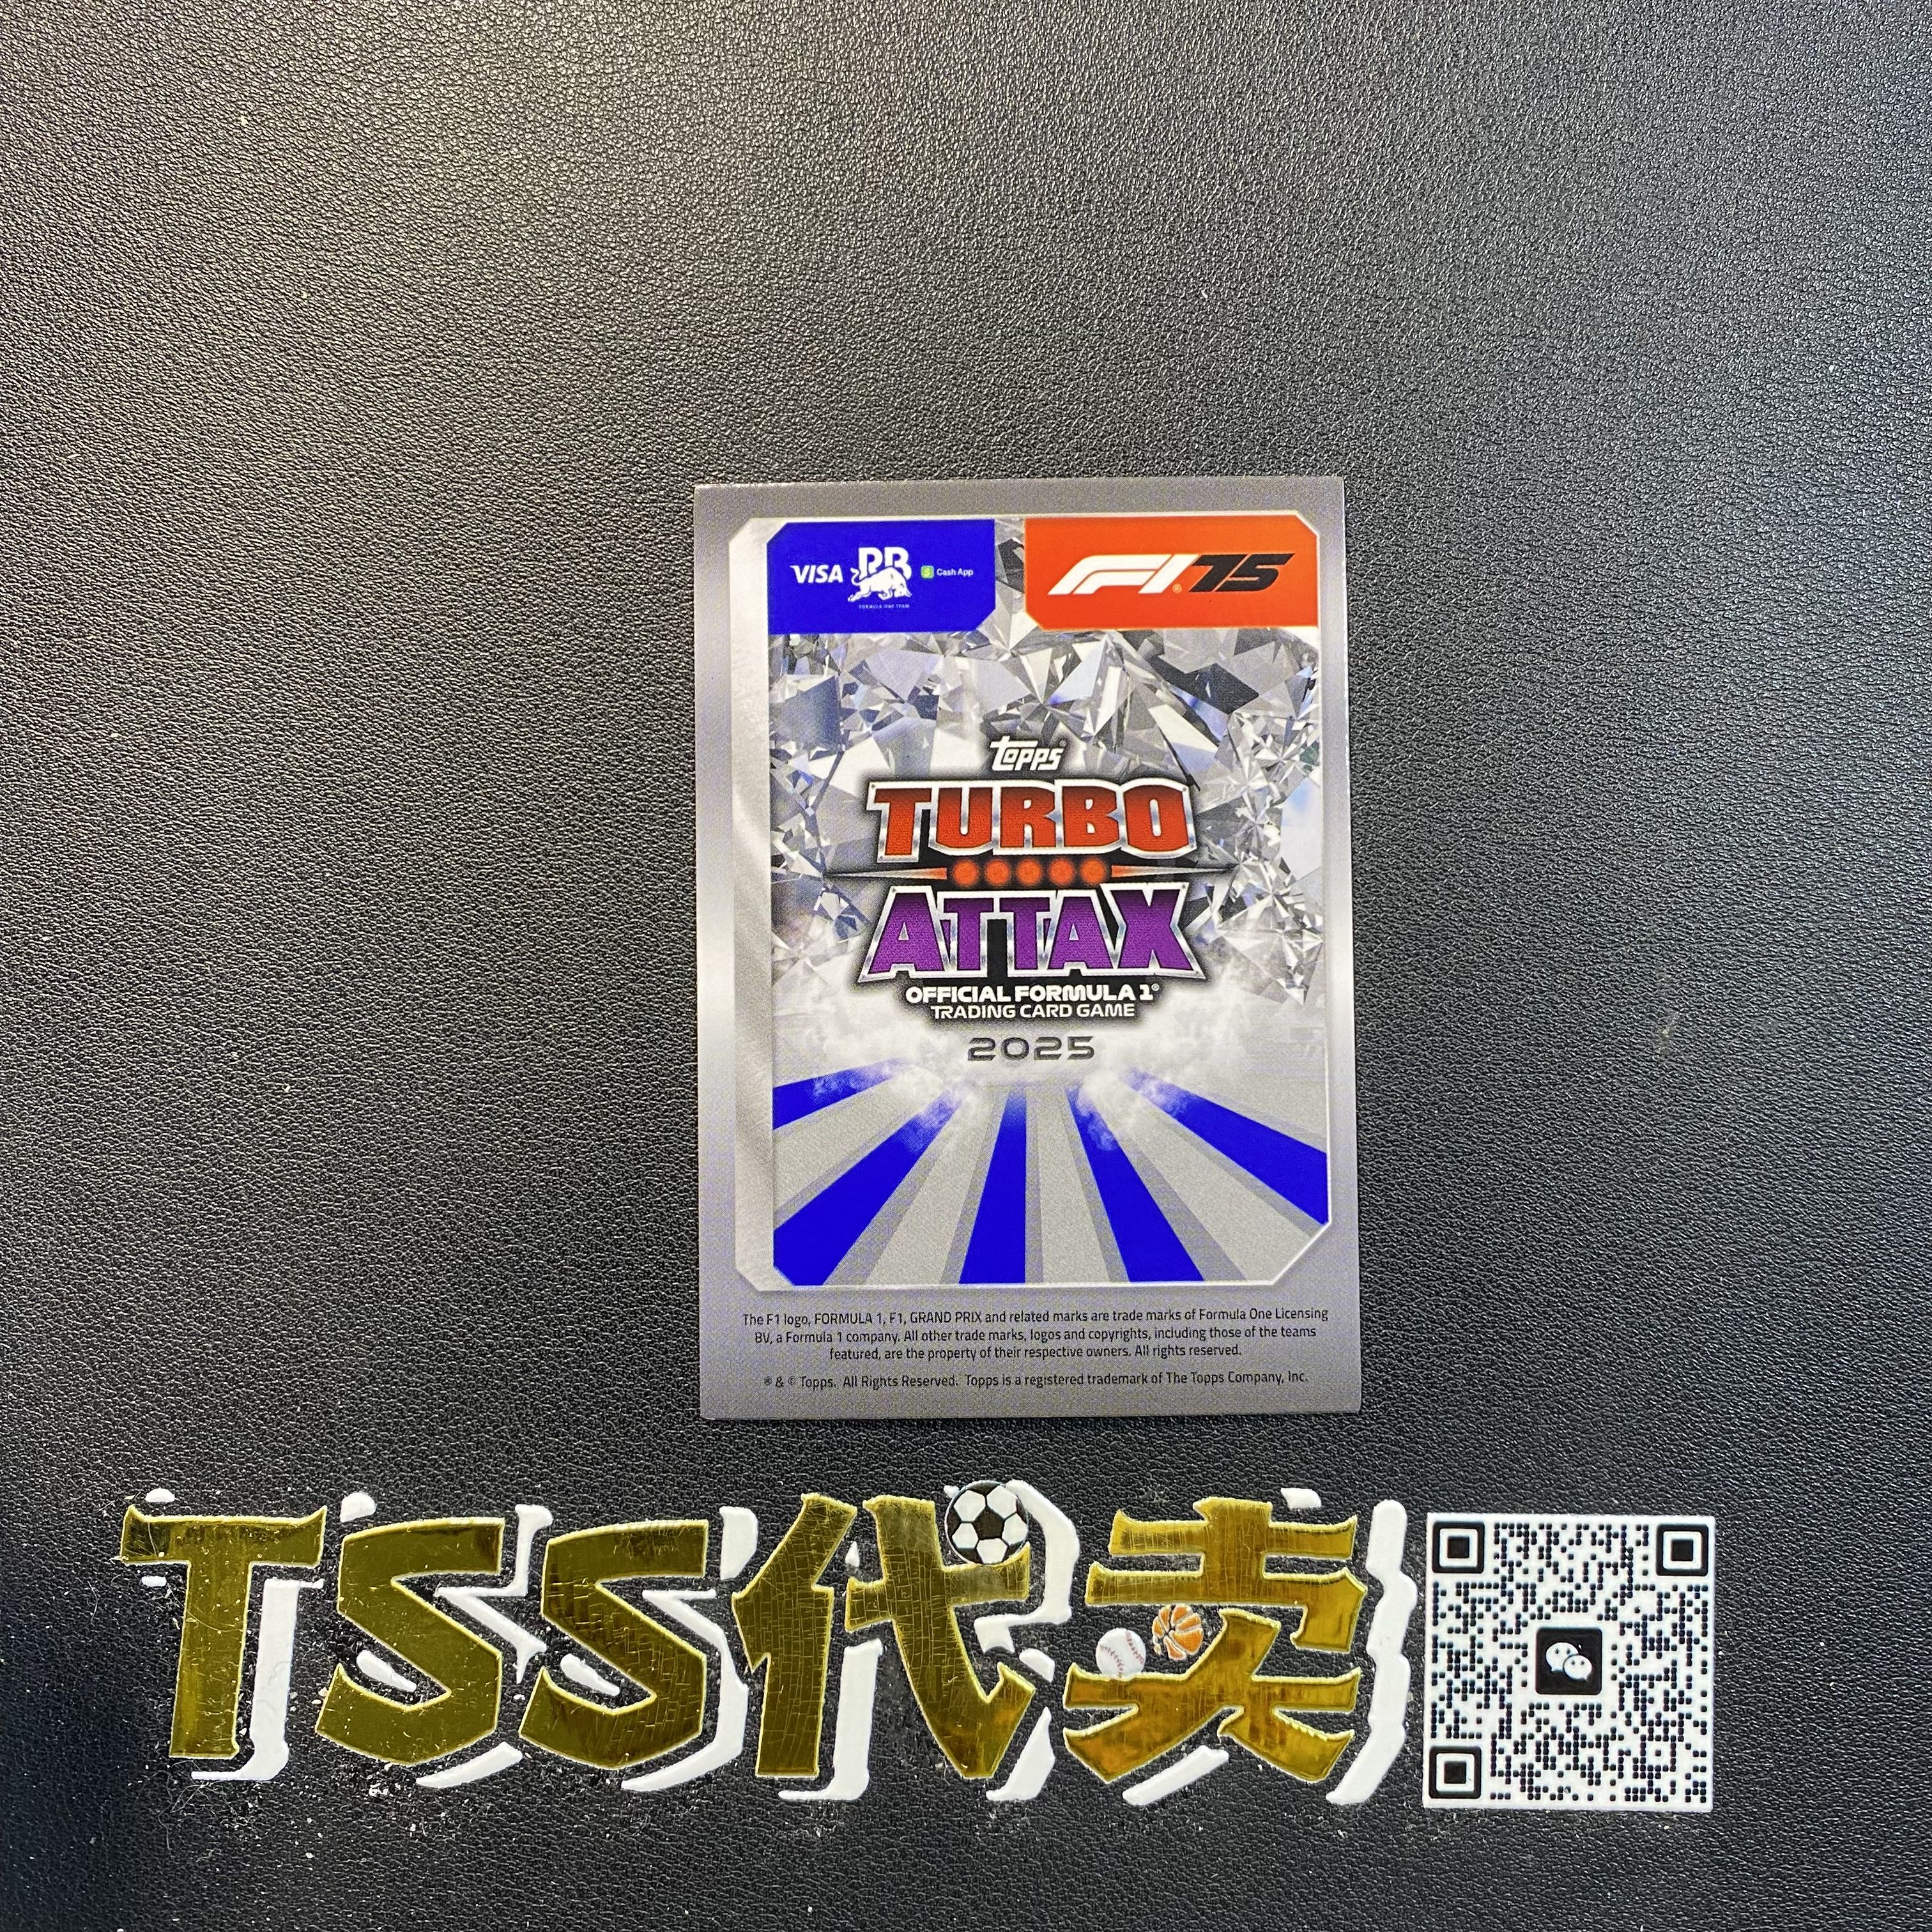 VISA RB Cash App
FORMULA ONE TEAM
F1 75
Topps
TURBO
ATTAX
OFFICIAL FORMULA 1®
TRADING CARD GAME
2025
The F1 logo, FORMULA 1, F1, GRAND PRIX and related marks are trade marks of Formula One Licensing
BV, a Formula 1 company. All other trade marks, logos and copyrights, including those of the teams
featured, are the property of their respective owners. All rights reserved.
® & © Topps. All Rights Reserved. Topps is a registered trademark of The Topps Company, Inc.
TSS代卖